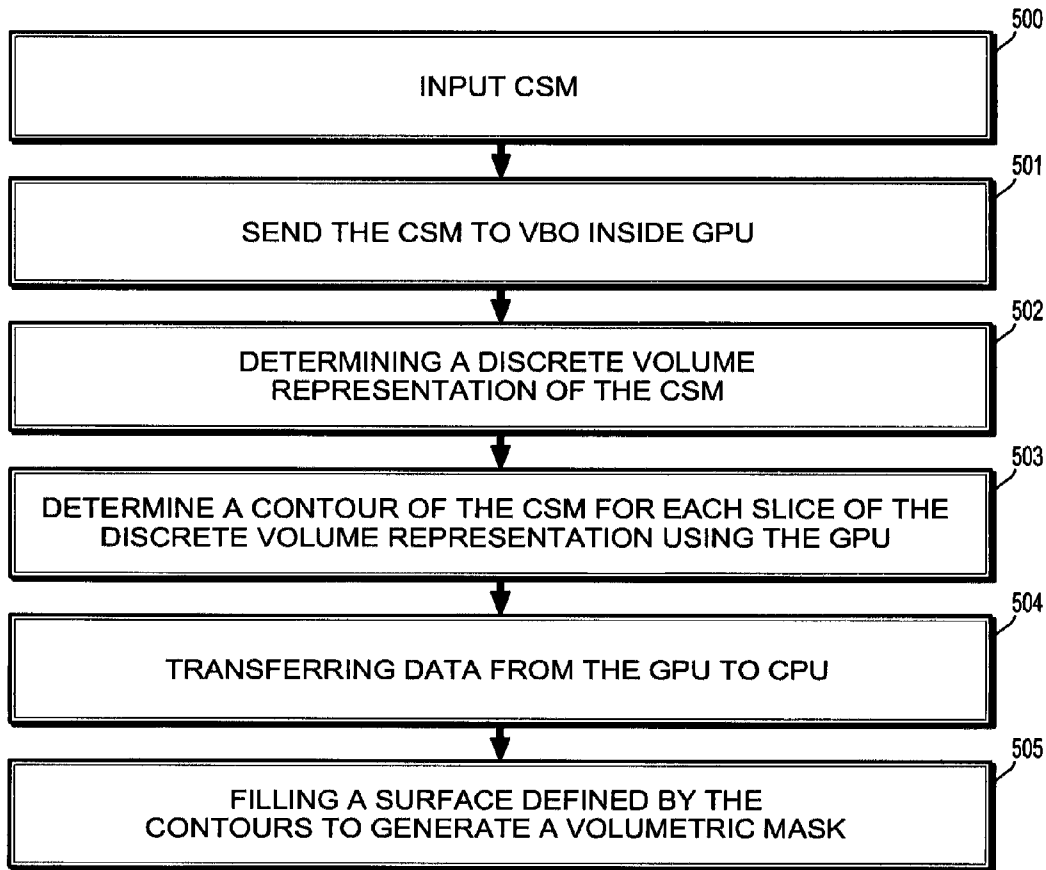 500
INPUT CSM
501
SEND THE CSM TO VBO INSIDE GPU
502
DETERMINING A DISCRETE VOLUME
REPRESENTATION OF THE CSM
503
DETERMINE A CONTOUR OF THE CSM FOR EACH SLICE OF THE
DISCRETE VOLUME REPRESENTATION USING THE GPU
504
TRANSFERRING DATA FROM THE GPU TO CPU
505
FILLING A SURFACE DEFINED BY THE
CONTOURS TO GENERATE A VOLUMETRIC MASK